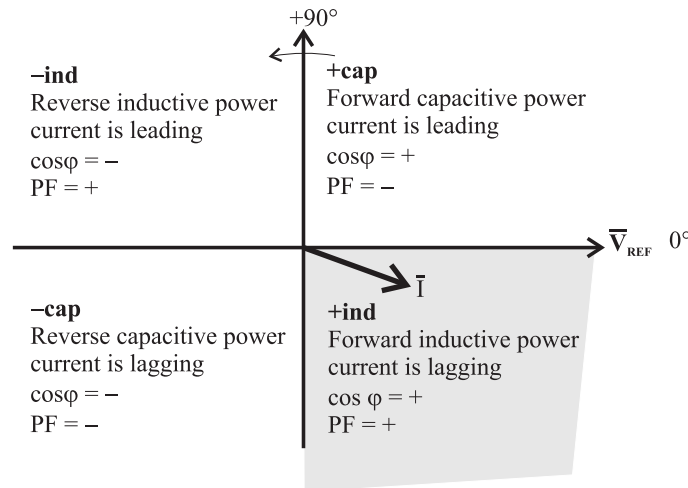 +90°
–ind
Reverse inductive power
current is leading
cosφ = –
PF = +
+cap
Forward capacitive power
current is leading
cosφ = +
PF = –
V̅REF 0°
I̅
–cap
Reverse capacitive power
current is lagging
cosφ = –
PF = –
+ind
Forward inductive power
current is lagging
cos φ = +
PF = +